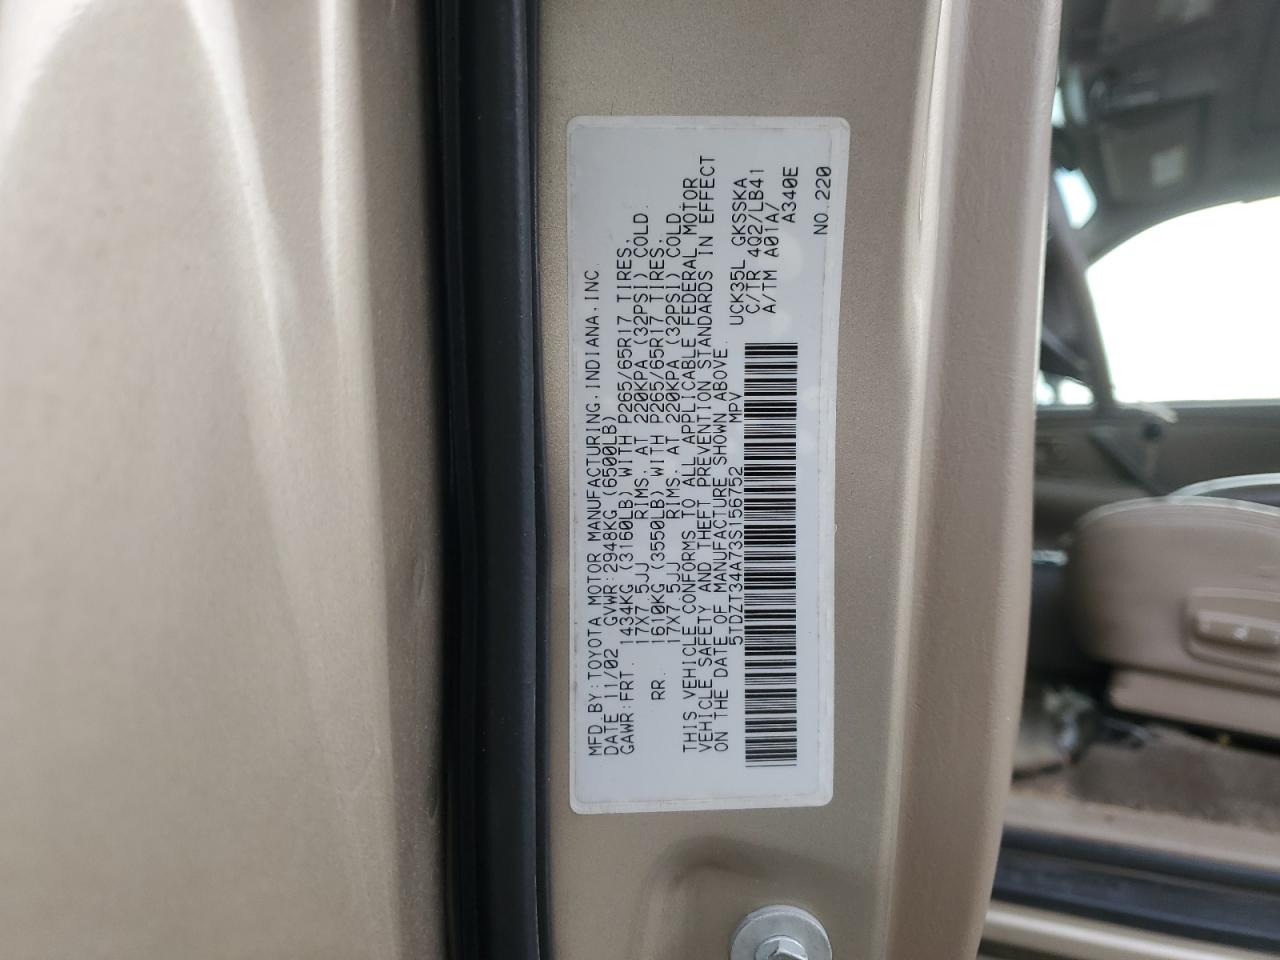 MFD.BY:TOYOTA MOTOR MANUFACTURING.INDIANA.INC.
DATE 11/02 GVWR:2948KG (6500LB)
GAWR:FRT. 1434KG (3160LB) WITH P265/65R17 TIRES,
17X7.5JJ RIMS, AT 220KPA (32PSI) COLD
RR. 1610KG (3550LB) WITH P265/65R17 TIRES,
17X7.5JJ RIMS, AT 220KPA (32PSI) COLD.
THIS VEHICLE CONFORMS TO ALL APPLICABLE FEDERAL MOTOR
VEHICLE SAFETY AND THEFT PREVENTION STANDARDS IN EFFECT
ON THE DATE OF MANUFACTURE SHOWN ABOVE.
5TDZT34A73S156752 MPV
UCK35L GKSSKA
C/TR 4Q2/LB41
A/TM A01A/
A340E
NO.220